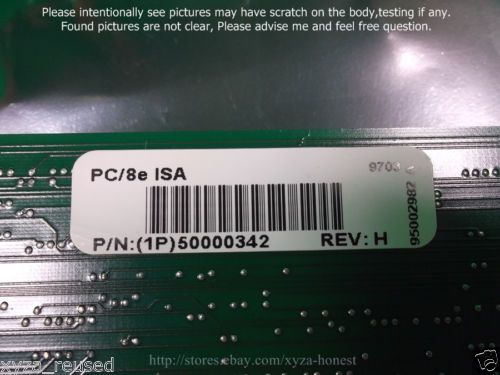 Please intentionally see pictures may have scratch on the body,testing if any.
Found pictures are not clear, Please advise me and feel free question.
PC/8e ISA
9703 A
P/N:(1P)50000342
REV: H
95002982
http://stores.ebay.com/xyza-honest
xyza_reused